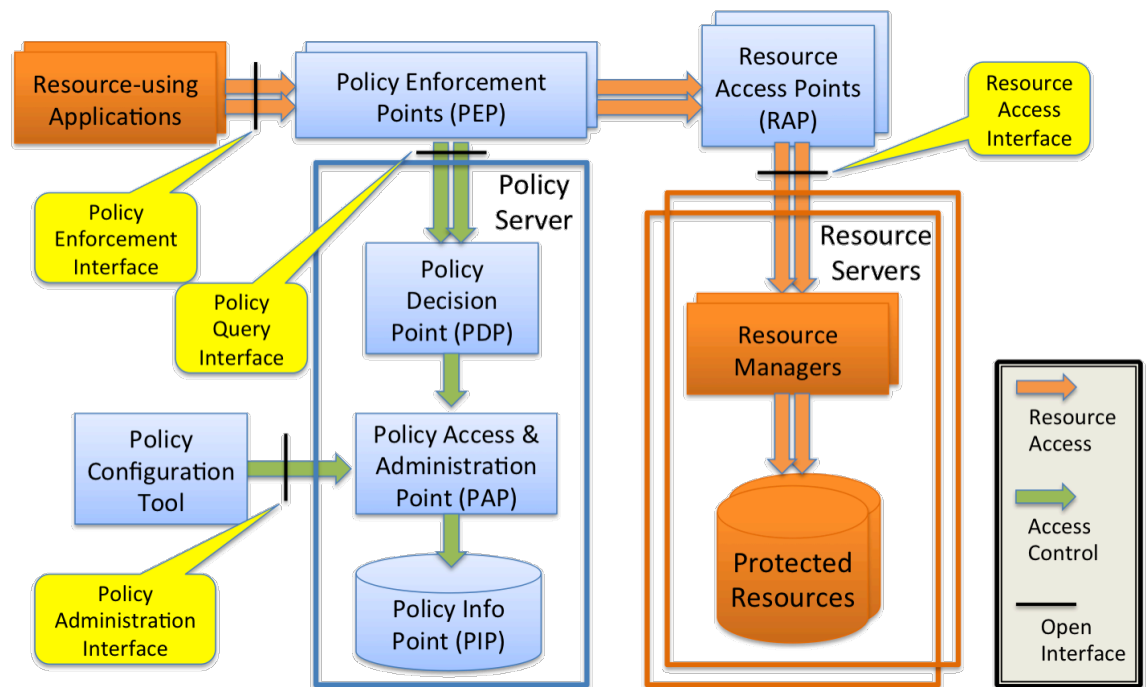 Resource-using
Applications
Policy Enforcement
Points (PEP)
Resource
Access Points
(RAP)
Resource
Access
Interface
Policy
Enforcement
Interface
Policy
Server
Policy
Query
Interface
Policy
Decision
Point (PDP)
Resource
Servers
Resource
Managers
Policy
Configuration
Tool
Policy Access &
Administration
Point (PAP)
Policy
Administration
Interface
Policy Info
Point (PIP)
Protected
Resources
Resource
Access
Access
Control
Open
Interface